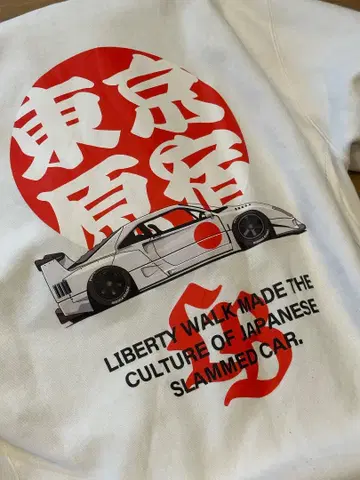 東京
原宿
LIBERTY WALK MADE THE
CULTURE OF JAPANESE
SLAMMED CAR.